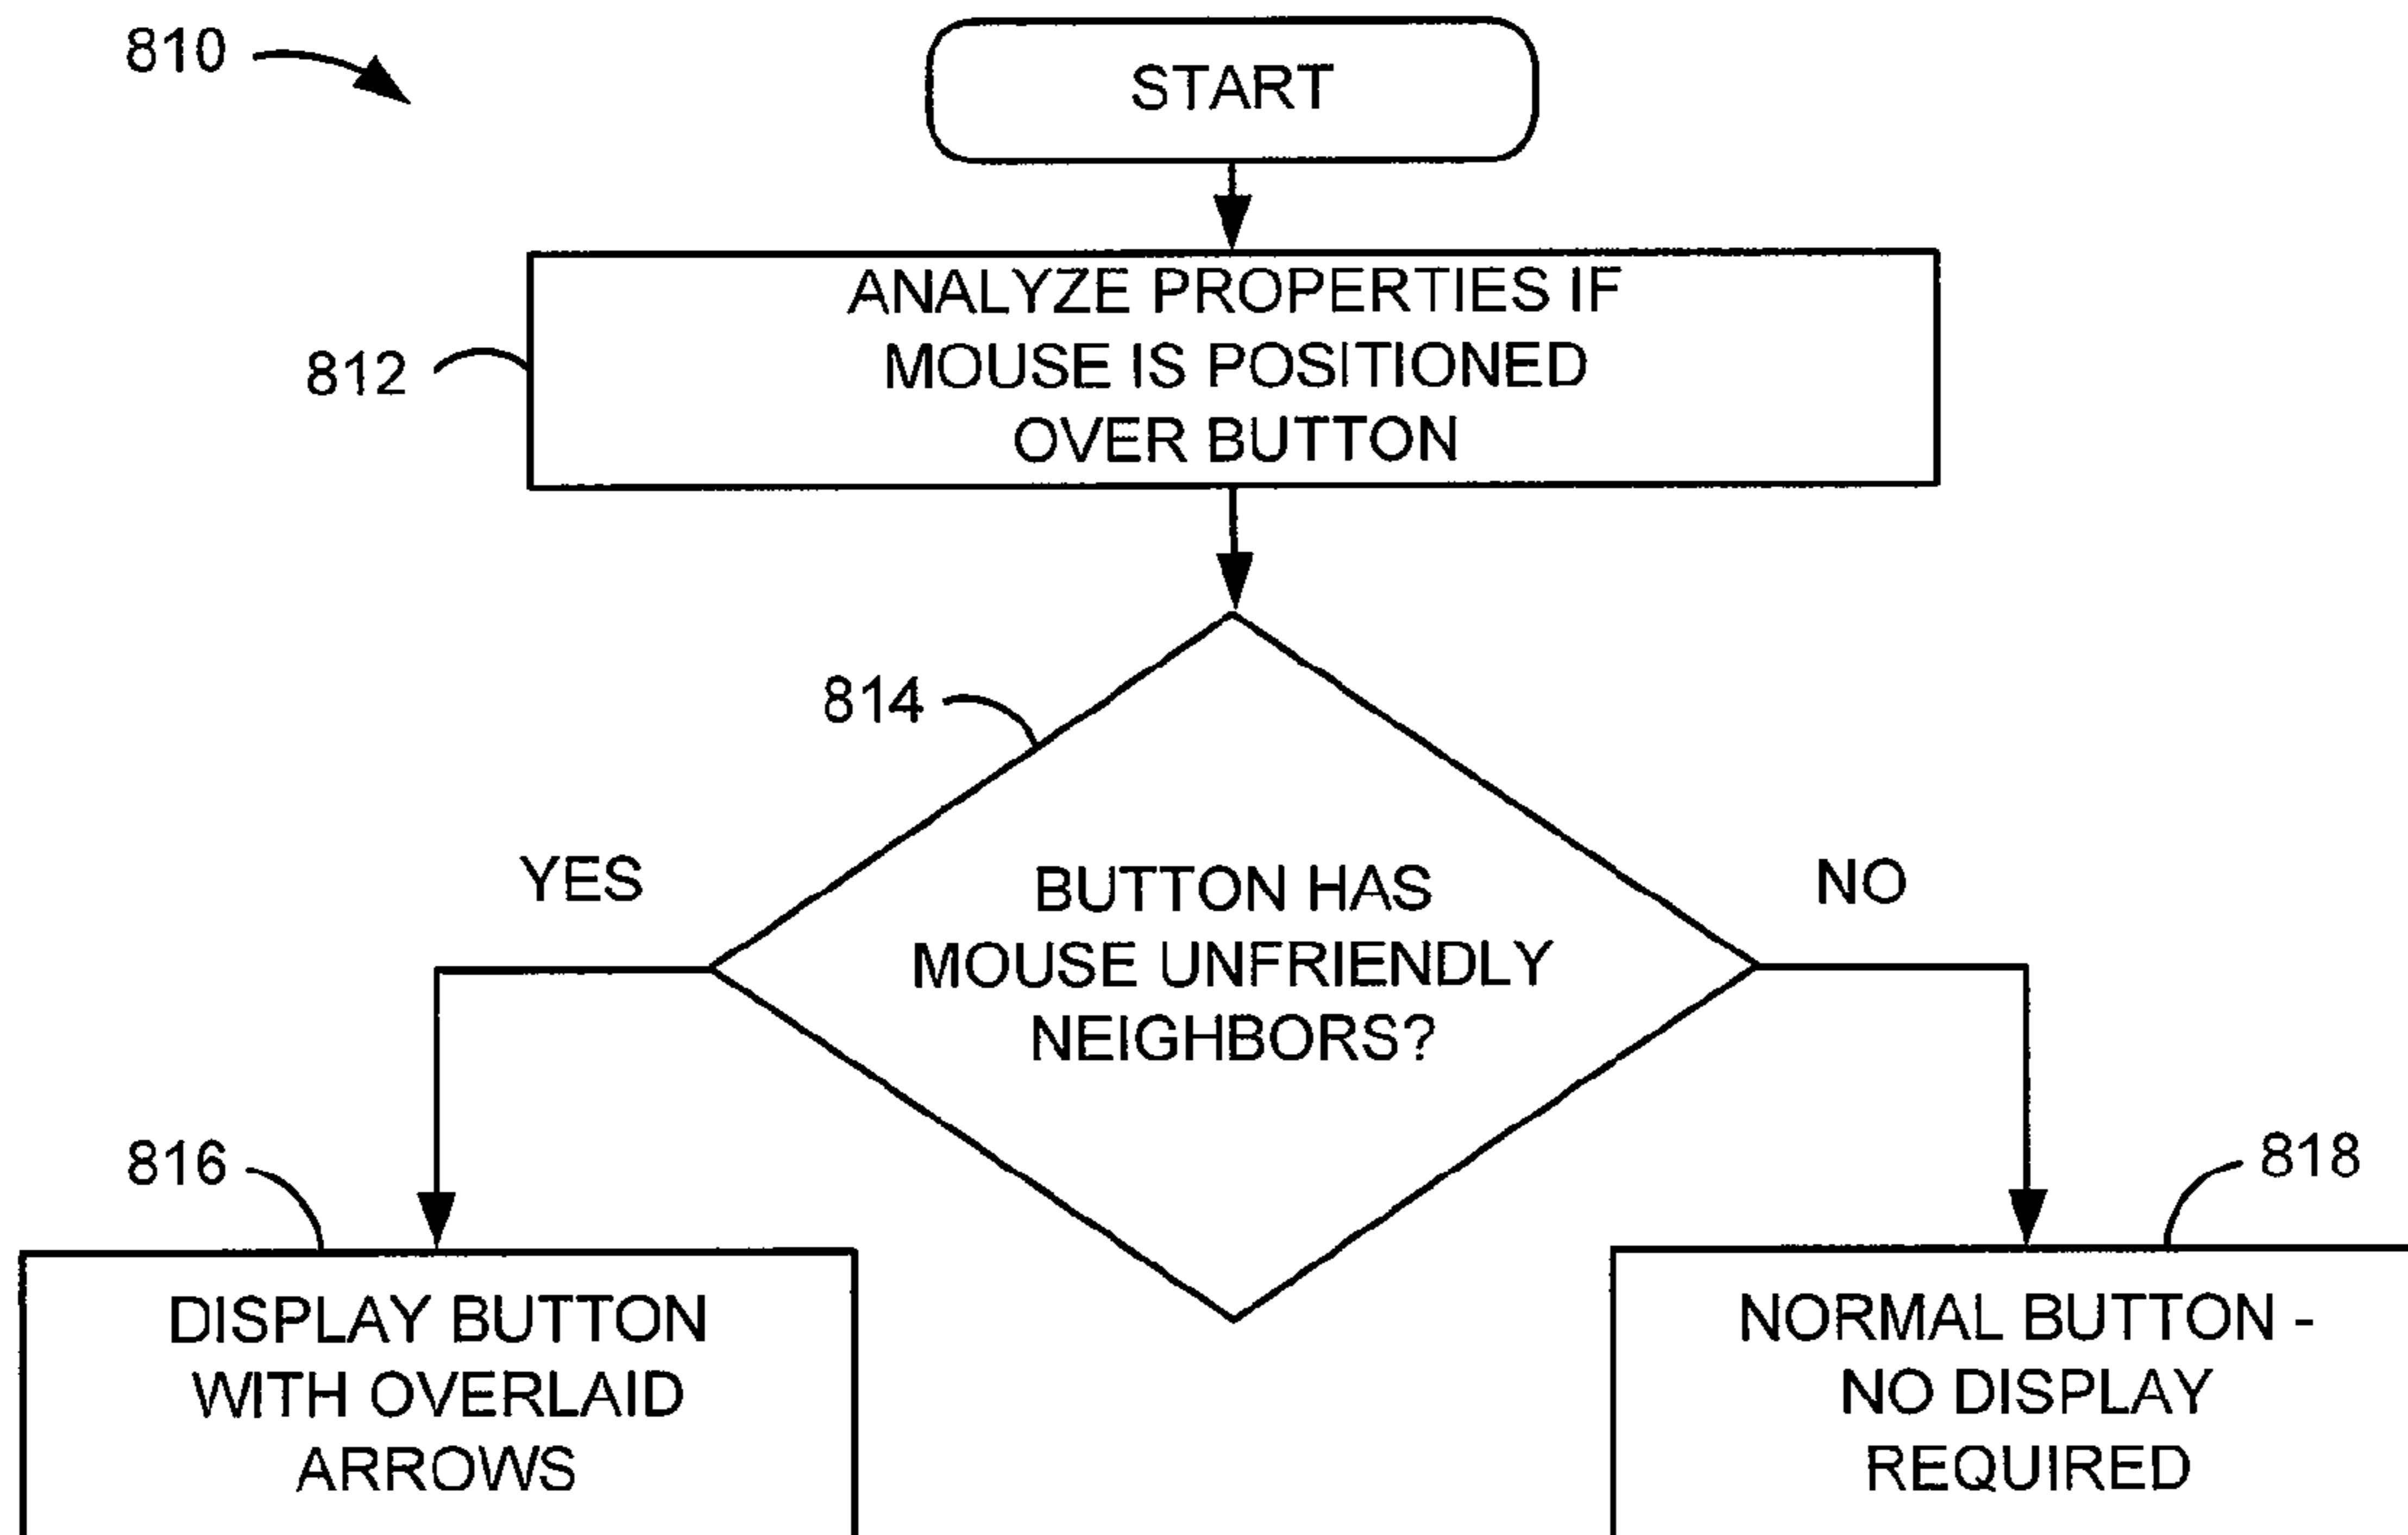 810
START
812
ANALYZE PROPERTIES IF
MOUSE IS POSITIONED
OVER BUTTON
814
YES
NO
BUTTON HAS
MOUSE UNFRIENDLY
NEIGHBORS?
816
818
DISPLAY BUTTON
WITH OVERLAID
ARROWS
NORMAL BUTTON -
NO DISPLAY
REQUIRED